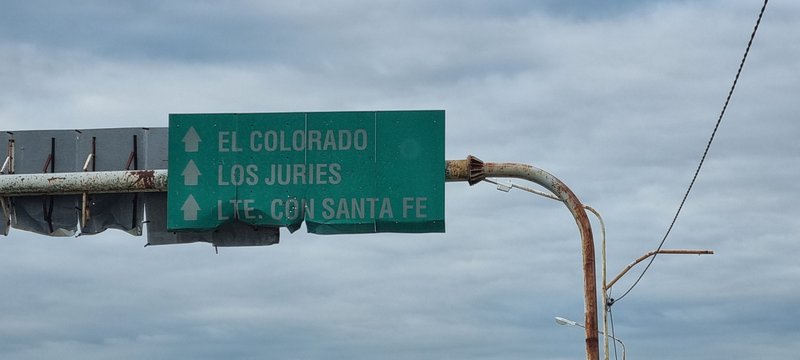 EL COLORADO
LOS JURIES
LTE. CON SANTA FE